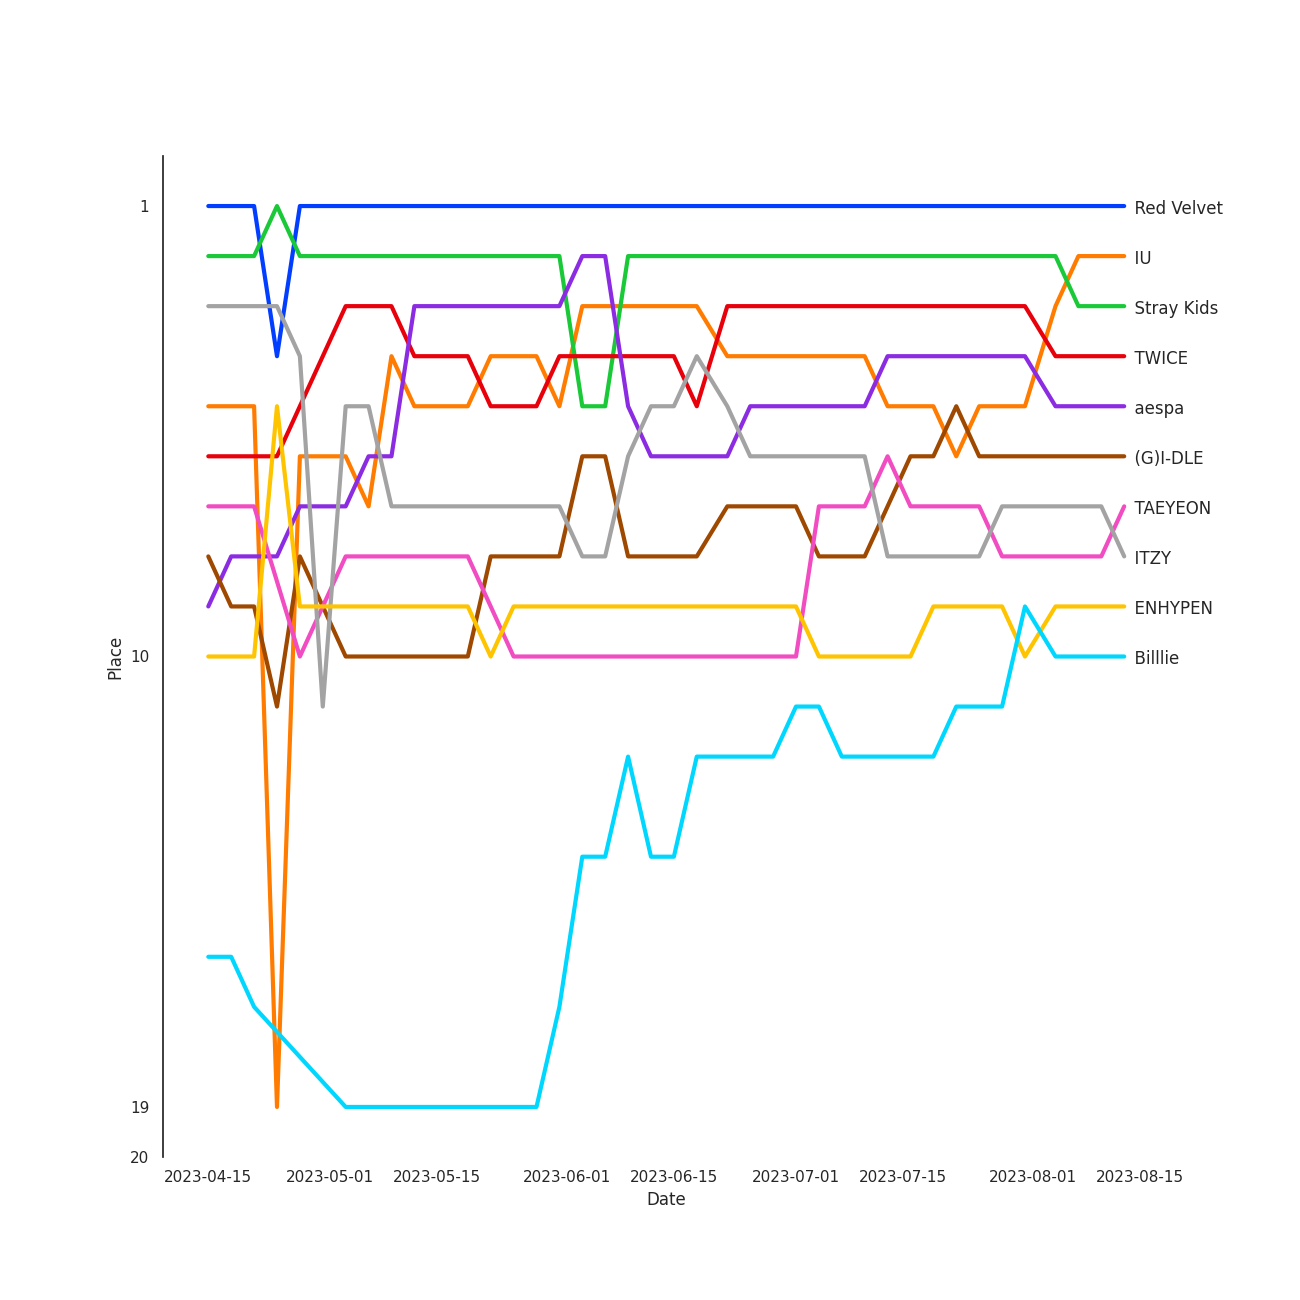 1
10
19
20
Place
Red Velvet
IU
Stray Kids
TWICE
aespa
(G)I-DLE
TAEYEON
ITZY
ENHYPEN
Billlie
2023-04-15 2023-05-01 2023-05-15 2023-06-01 2023-06-15 2023-07-01 2023-07-15 2023-08-01 2023-08-15
Date